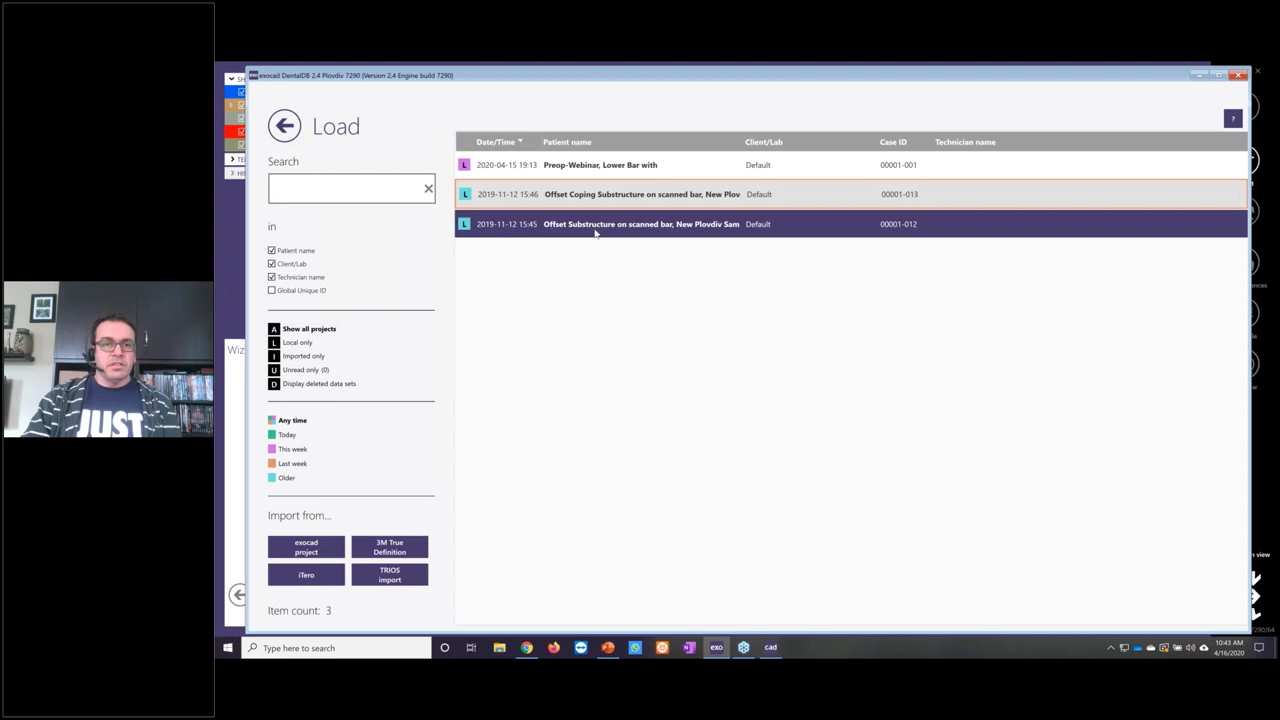 exocad DentalDB 2.4 Plovdiv 7290 [Version 2.4 Engine build 7290]
Load
?
Search
in
Patient name
Client/Lab
Technician name
Global Unique ID
A Show all projects
L Local only
I Imported only
U Unread only (0)
D Display deleted data sets
Any time
Today
This week
Last week
Older
Import from...
exocad project
3M True Definition
iTero
TRIOS import
Item count: 3
Date/Time Patient name Client/Lab Case ID Technician name
L 2020-04-15 19:13 Preop-Webinar, Lower Bar with Default 00001-001
L 2019-11-12 15:46 Offset Coping Substructure on scanned bar, New Plov Default 00001-013
L 2019-11-12 15:45 Offset Substructure on scanned bar, New Plovdiv Sam Default 00001-012
Wiz
JUST
Type here to search
exo
cad
10:43 AM
4/16/2020